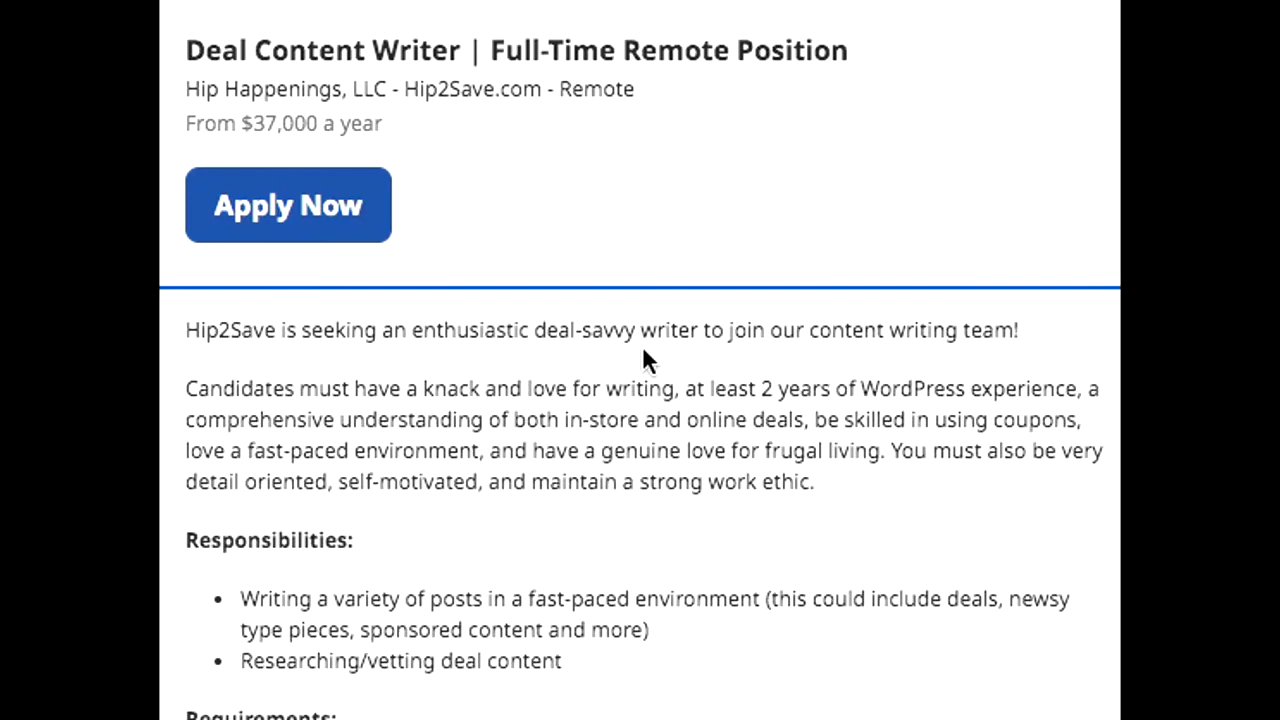 Deal Content Writer | Full-Time Remote Position
Hip Happenings, LLC - Hip2Save.com - Remote
From $37,000 a year
Apply Now
Hip2Save is seeking an enthusiastic deal-savvy writer to join our content writing team!
Candidates must have a knack and love for writing, at least 2 years of WordPress experience, a
comprehensive understanding of both in-store and online deals, be skilled in using coupons,
love a fast-paced environment, and have a genuine love for frugal living. You must also be very
detail oriented, self-motivated, and maintain a strong work ethic.
Responsibilities:
• Writing a variety of posts in a fast-paced environment (this could include deals, newsy
type pieces, sponsored content and more)
• Researching/vetting deal content
Requirements: